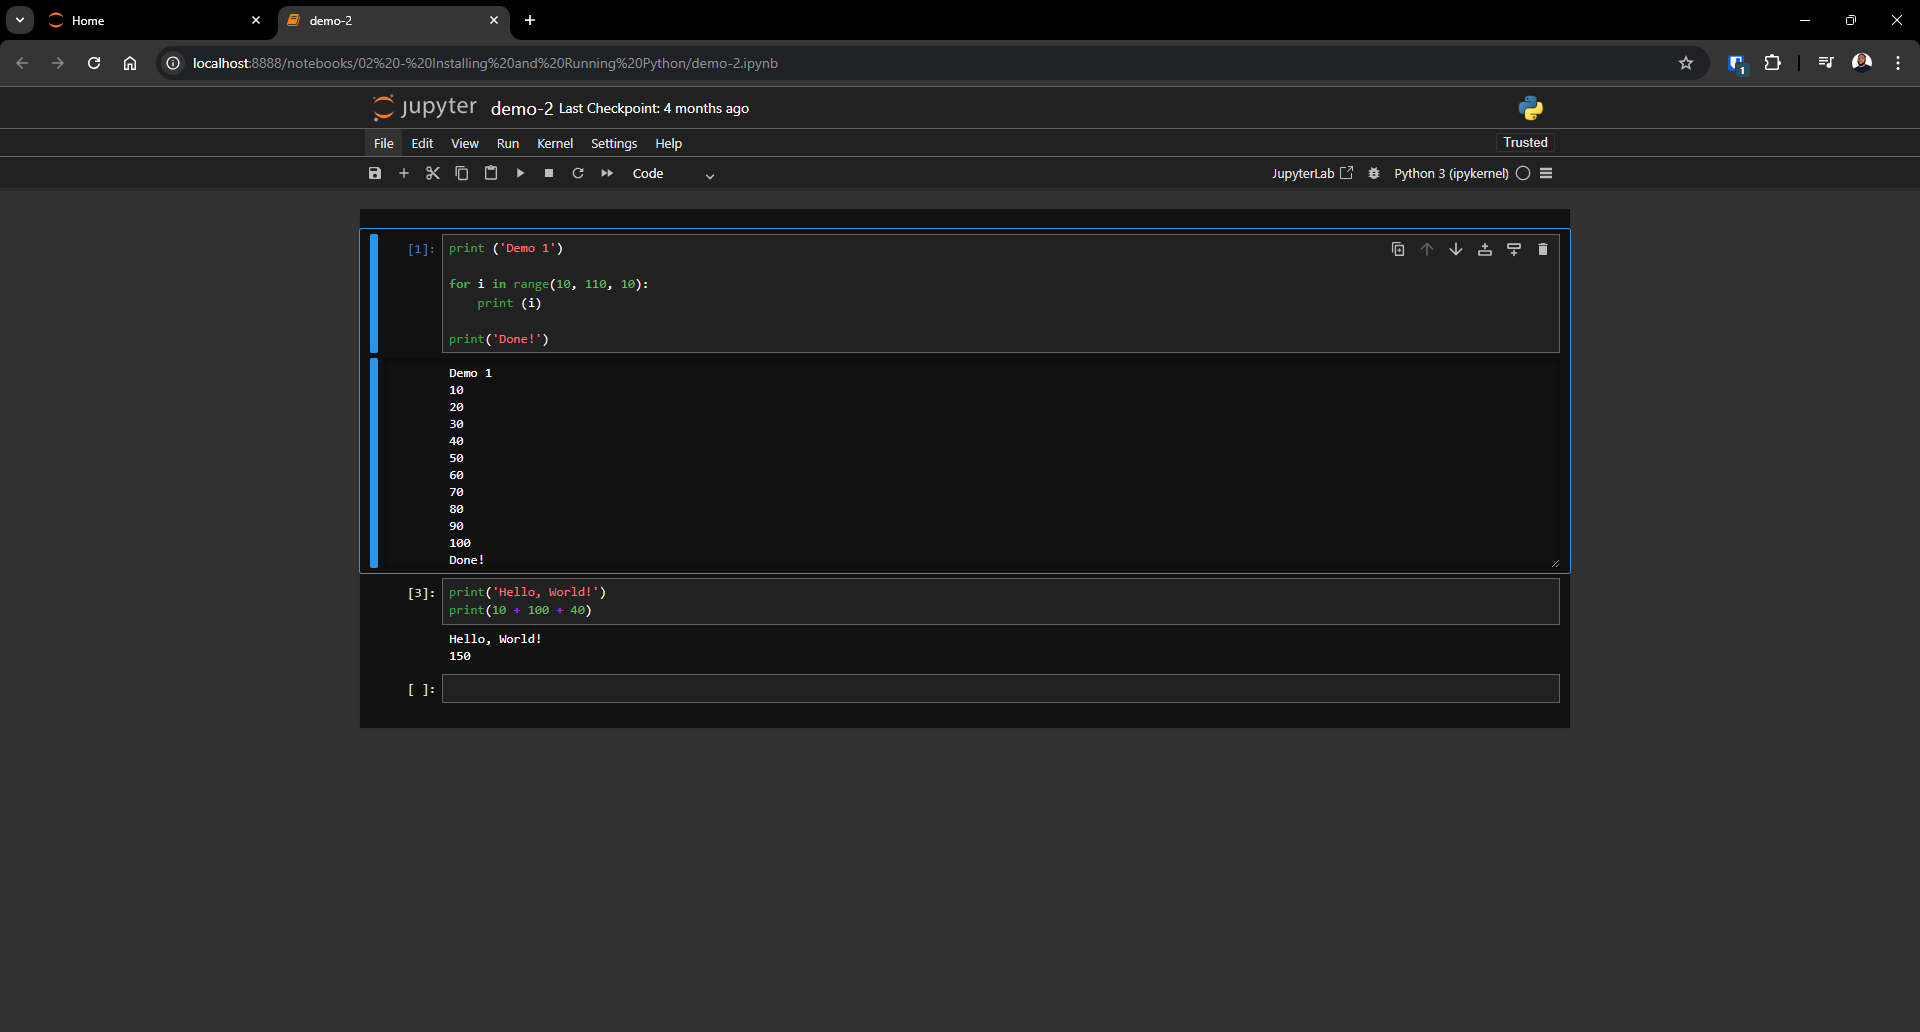 Home
demo-2
localhost:8888/notebooks/02%20-%20Installing%20and%20Running%20Python/demo-2.ipynb
1
jupyter demo-2 Last Checkpoint: 4 months ago
File Edit View Run Kernel Settings Help
Trusted
Code
JupyterLab
Python 3 (ipykernel)
[1]: print ('Demo 1')
for i in range(10, 110, 10):
    print (i)
print('Done!')
Demo 1
10
20
30
40
50
60
70
80
90
100
Done!
[3]: print('Hello, World!')
print(10 + 100 + 40)
Hello, World!
150
[ ]: